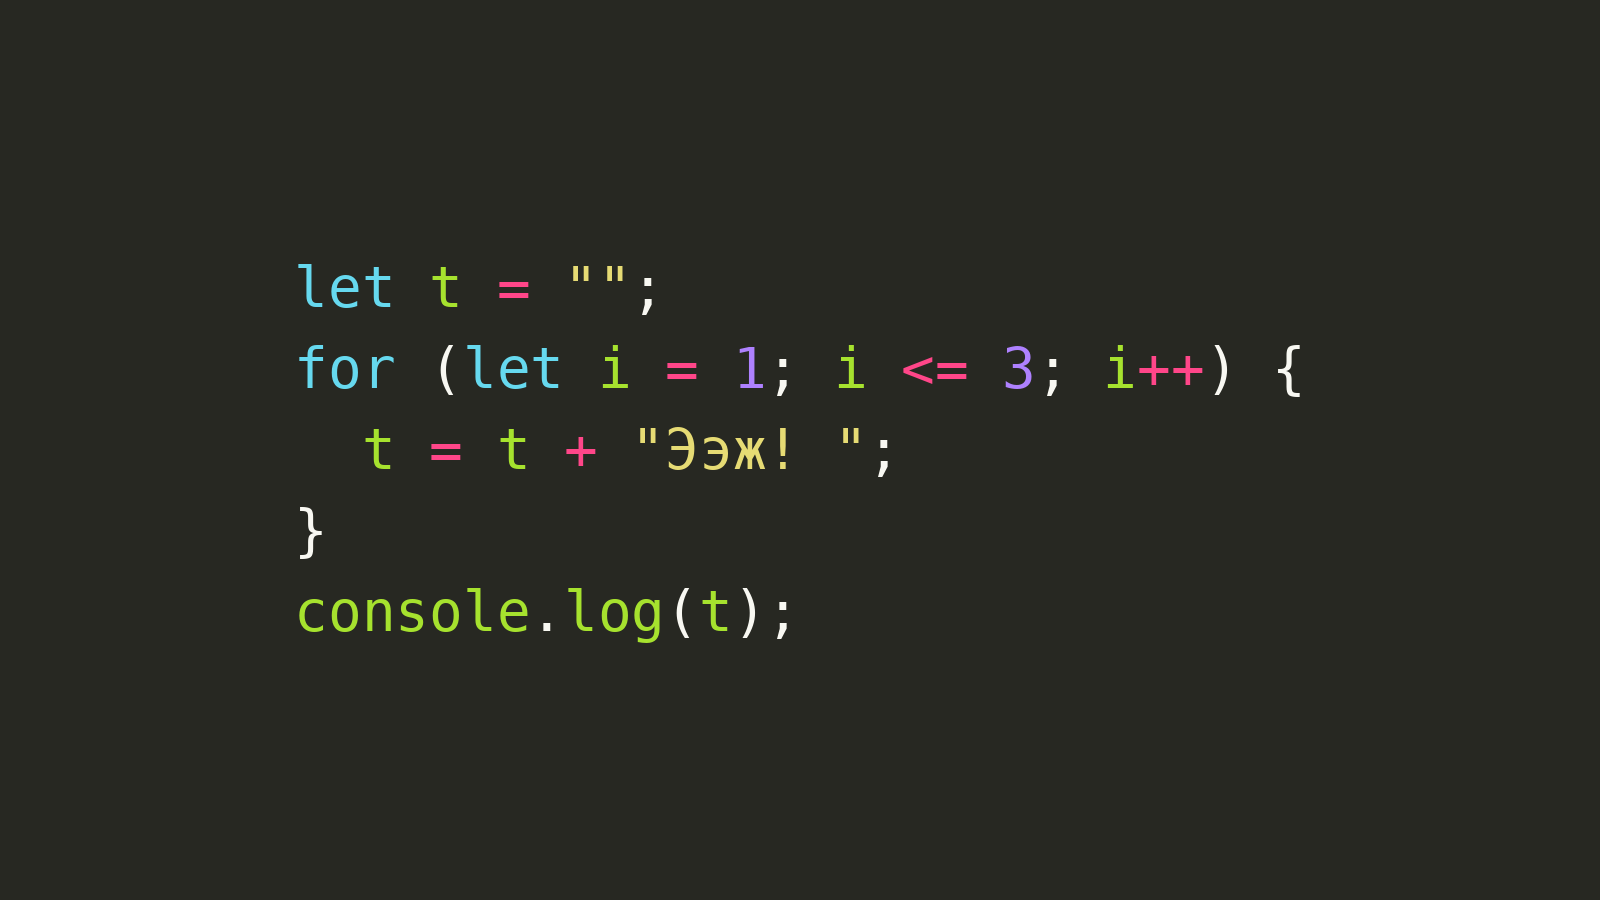 let t = "";
for (let i = 1; i <= 3; i++) {
  t = t + "Ээж! ";
}
console.log(t);